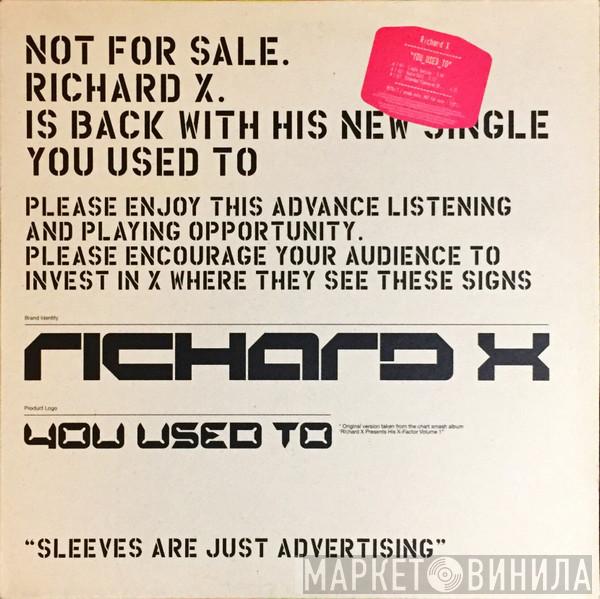 NOT FOR SALE.
RICHARD X.
IS BACK WITH HIS NEW SINGLE
YOU USED TO
Richard X
"YOU_USED_TO"
PLEASE ENJOY THIS ADVANCE LISTENING
AND PLAYING OPPORTUNITY.
PLEASE ENCOURAGE YOUR AUDIENCE TO
INVEST IN X WHERE THEY SEE THESE SIGNS
Brand Identity
RICHARD X
Product Logo
YOU USED TO
* Original version taken from the chart smash album
"Richard X Presents His X-Factor Volume 1"
"SLEEVES ARE JUST ADVERTISING"
МАРКЕТ ВИНИЛА